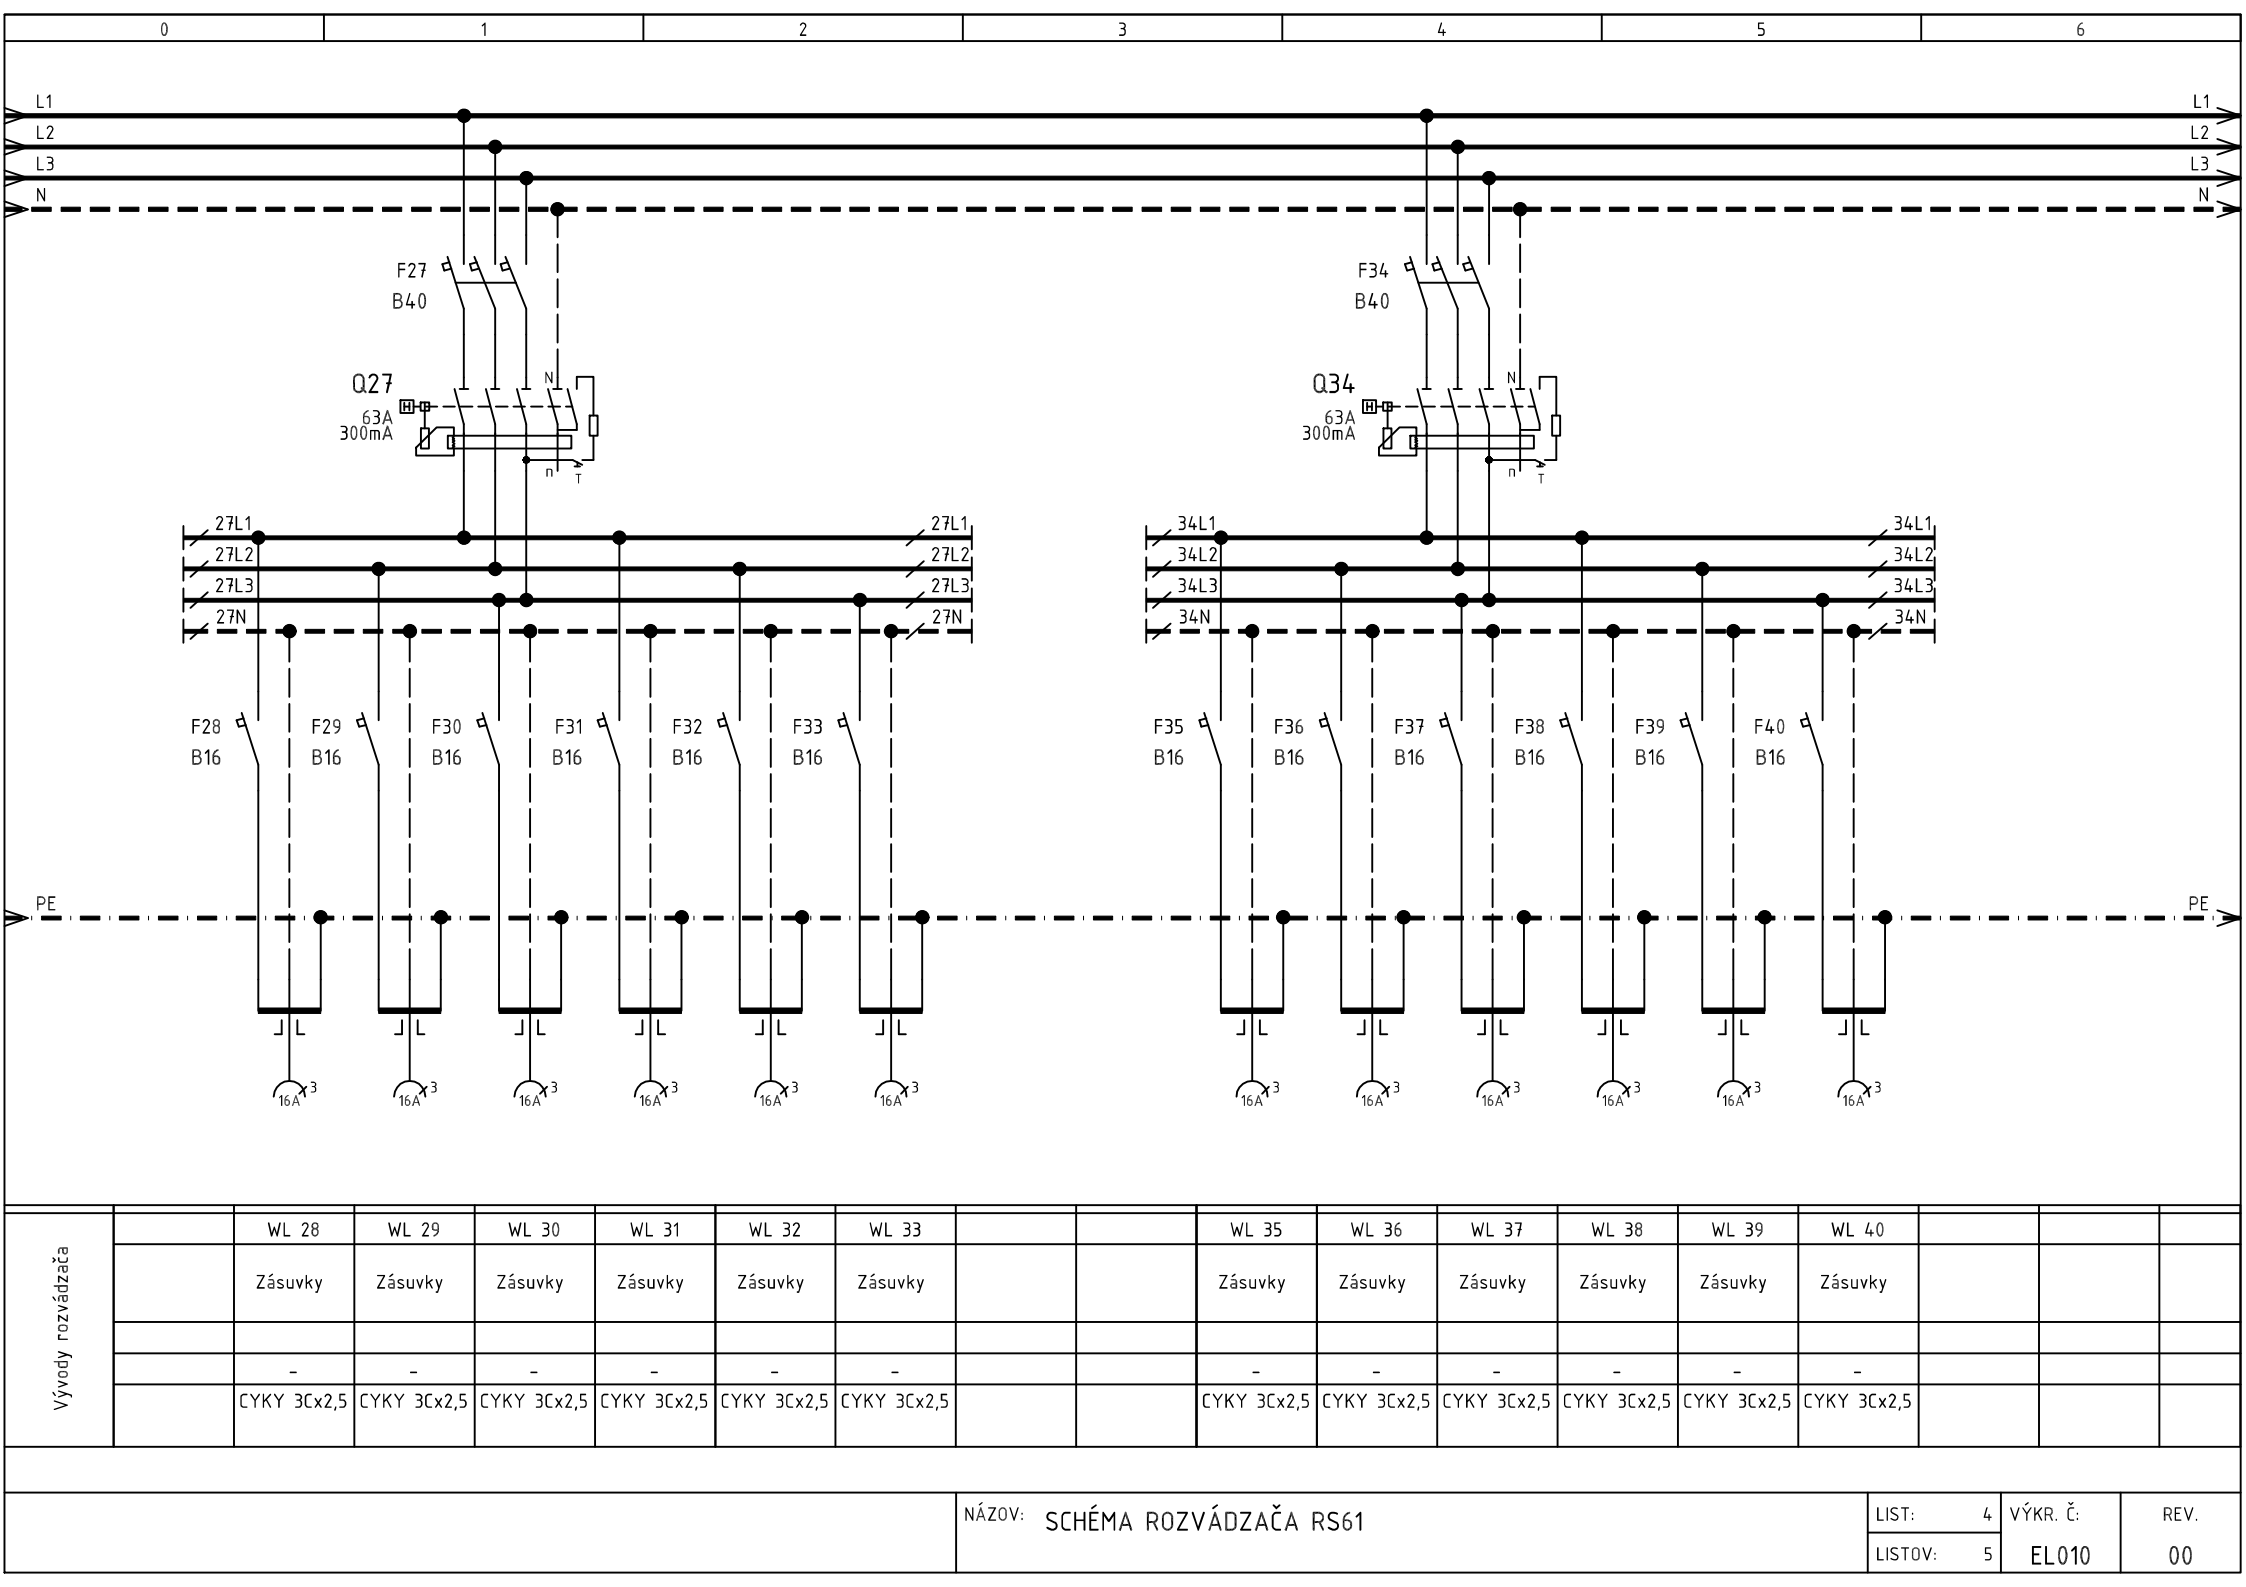 0 1 2 3 4 5 6
L1 L1
L2 L2
L3 L3
N N
F27 F34
B40 B40
Q27 N Q34 N
63A 63A
300mA 300mA
n T n T
27L1 27L1 34L1 34L1
27L2 27L2 34L2 34L2
27L3 27L3 34L3 34L3
27N 27N 34N 34N
F28 F29 F30 F31 F32 F33 F35 F36 F37 F38 F39 F40
B16 B16 B16 B16 B16 B16 B16 B16 B16 B16 B16 B16
PE PE
3 3 3 3 3 3 3 3 3 3 3 3
16A 16A 16A 16A 16A 16A 16A 16A 16A 16A 16A 16A
Vývody rozvádzača
WL 28 WL 29 WL 30 WL 31 WL 32 WL 33 WL 35 WL 36 WL 37 WL 38 WL 39 WL 40
Zásuvky Zásuvky Zásuvky Zásuvky Zásuvky Zásuvky Zásuvky Zásuvky Zásuvky Zásuvky Zásuvky Zásuvky
- - - - - - - - - - - -
CYKY 3Cx2,5 CYKY 3Cx2,5 CYKY 3Cx2,5 CYKY 3Cx2,5 CYKY 3Cx2,5 CYKY 3Cx2,5 CYKY 3Cx2,5 CYKY 3Cx2,5 CYKY 3Cx2,5 CYKY 3Cx2,5 CYKY 3Cx2,5 CYKY 3Cx2,5
NÁZOV: SCHÉMA ROZVÁDZAČA RS61 LIST: 4 VÝKR. Č: REV.
LISTOV: 5 EL010 00